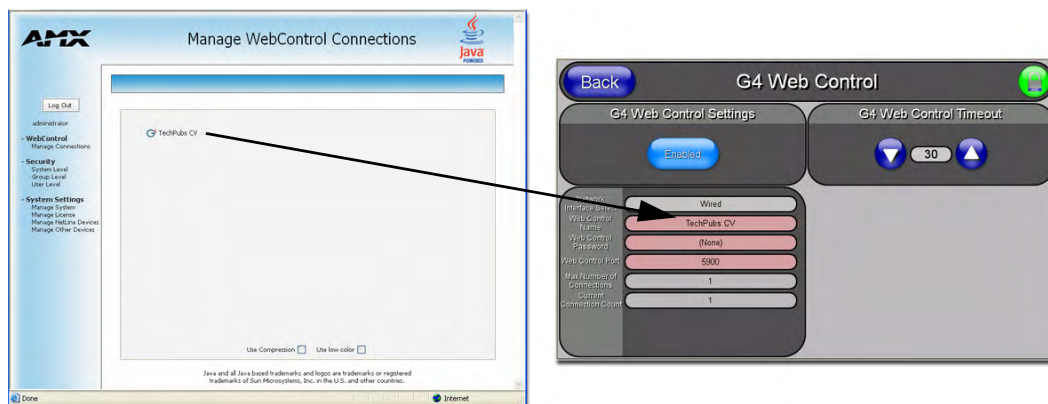 AMX
Manage WebControl Connections
Java
POWERED
Log Out
administrator
- WebControl
Manage Connections
- Security
System Level
Group Level
User Level
- System Settings
Manage System
Manage License
Manage NetLinx Devices
Manage Other Devices
TechPubs CV
Use Compression
Use low color
Java and all Java based trademarks and logos are trademarks or registered
trademarks of Sun Microsystems, Inc. in the U.S. and other countries.
Done
Internet
Back
G4 Web Control
G4 Web Control Settings
Enabled
G4 Web Control Timeout
30
Network
Interface Select
Wired
Web Control
Name
TechPubs CV
Web Control
Password
(None)
Web Control Port
5900
Max Number of
Connections
1
Current
Connection Count
1